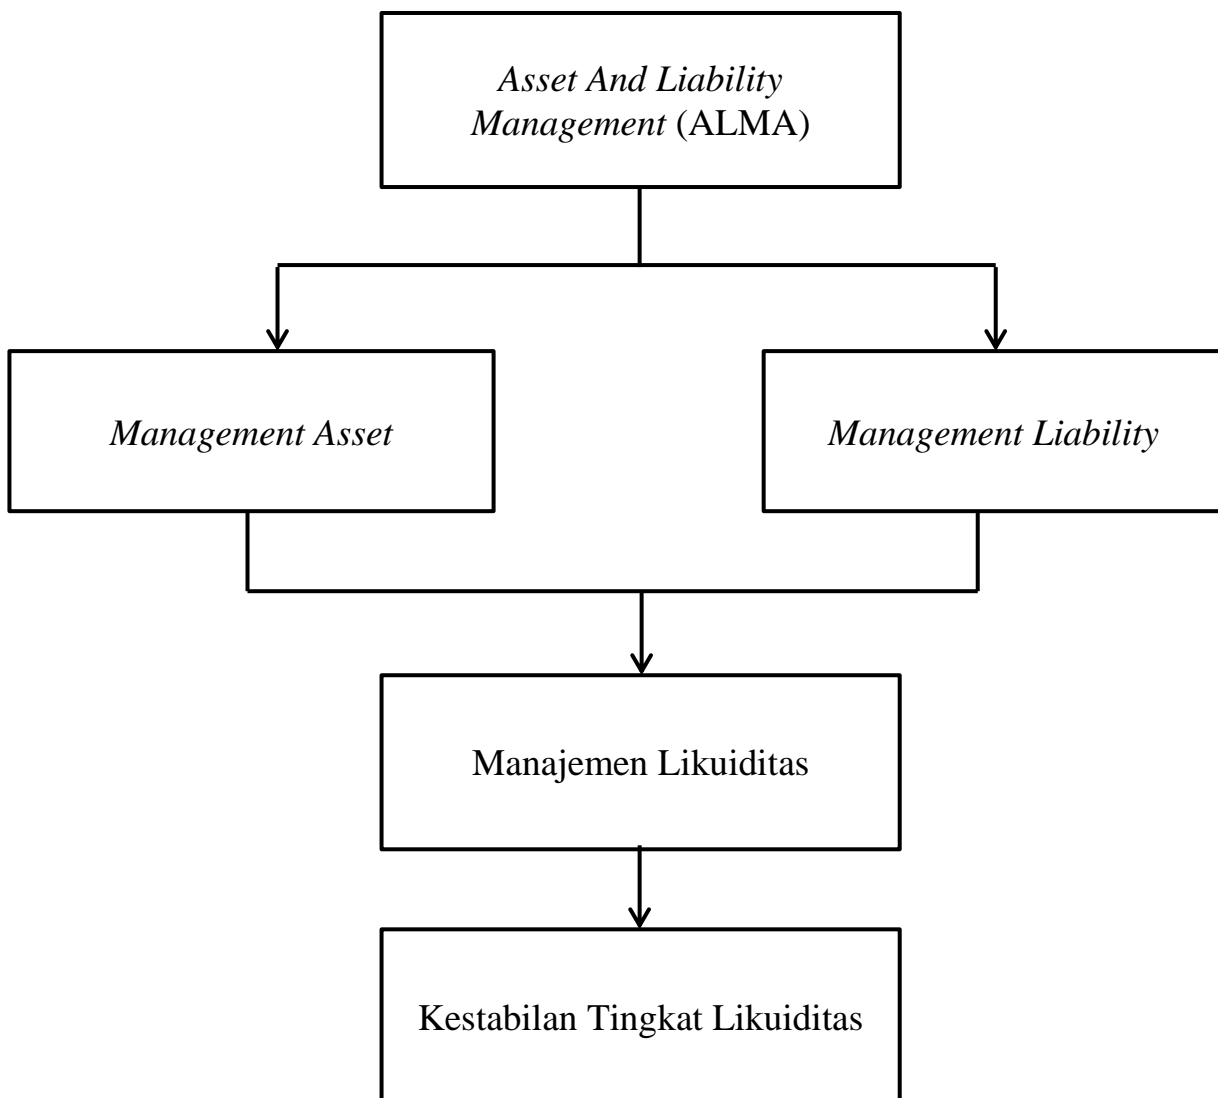 Asset And Liability
Management (ALMA)
Management Asset
Management Liability
Manajemen Likuiditas
Kestabilan Tingkat Likuiditas